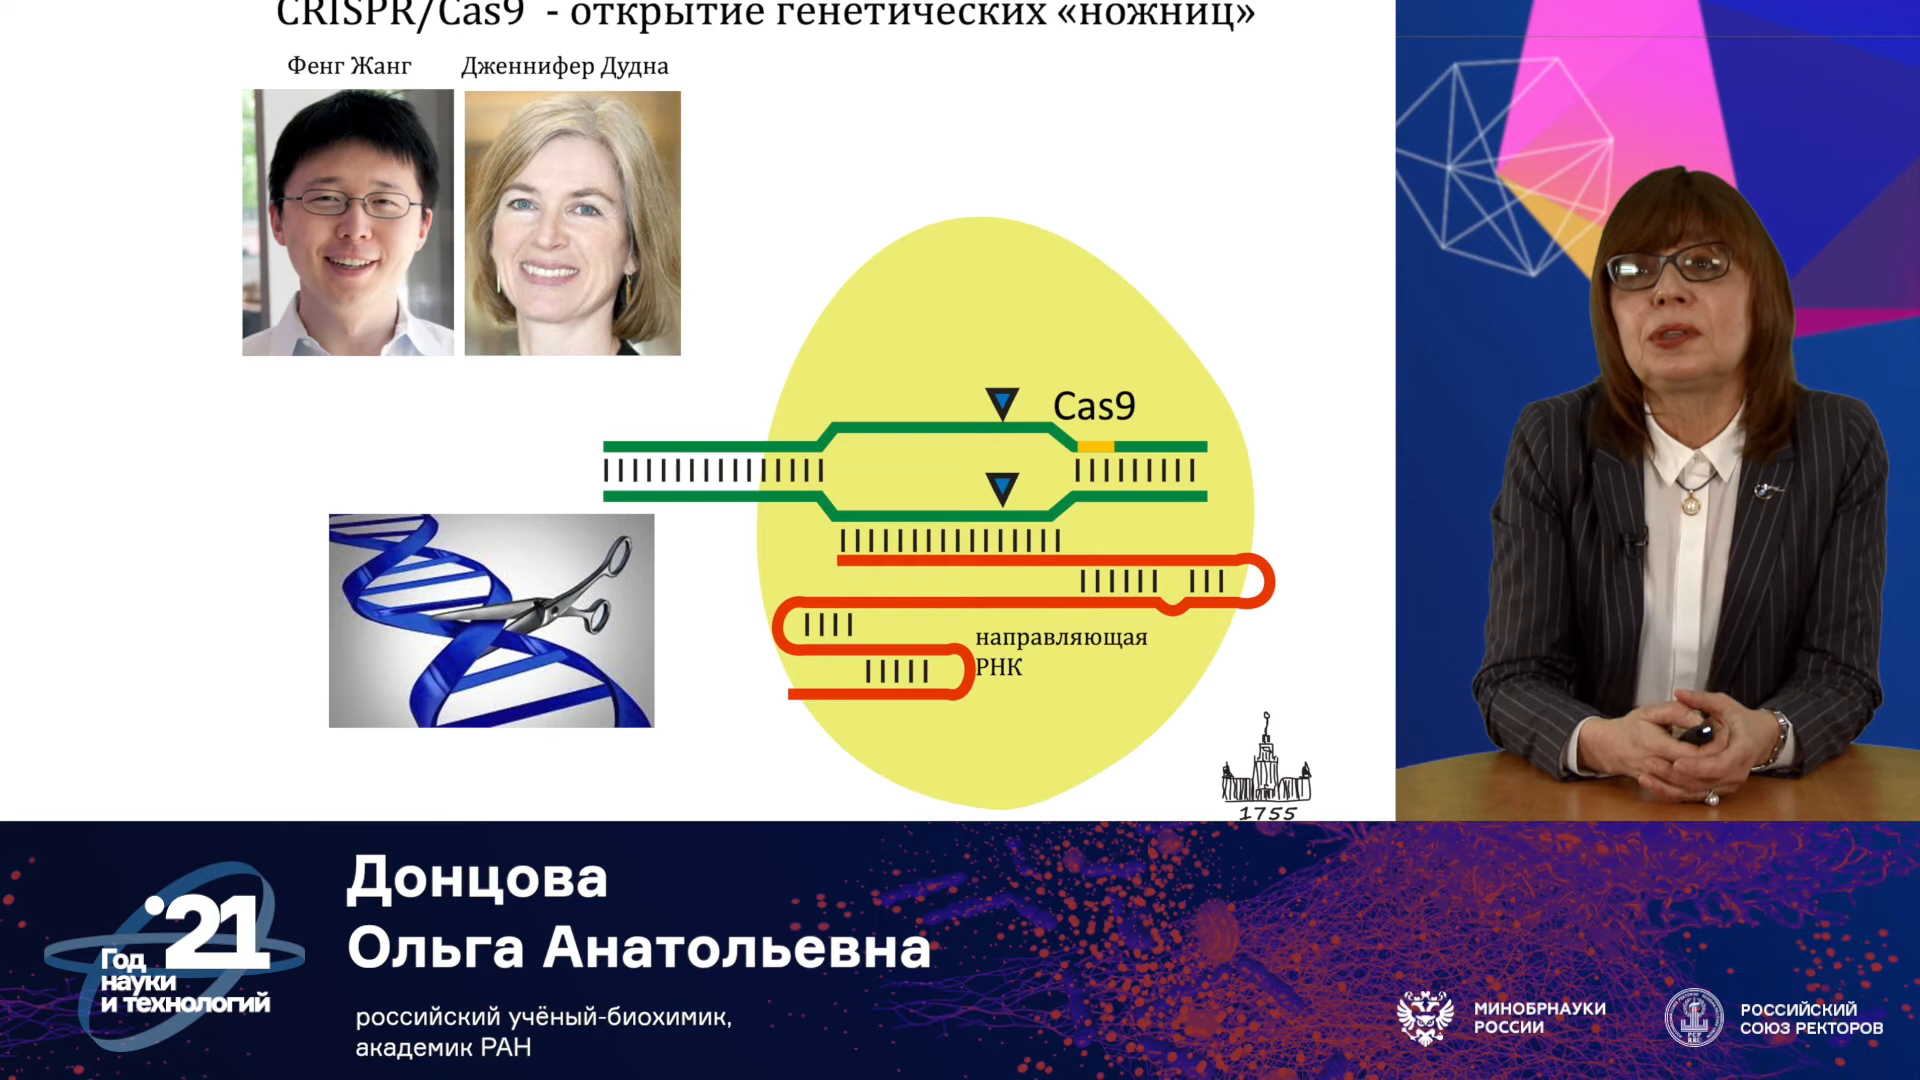 CRISPR/Cas9 - открытие генетических «ножниц»
Фенг Жанг
Дженнифер Дудна
Cas9
направляющая
РНК
1755
Донцова
Ольга Анатольевна
российский учёный-биохимик,
академик РАН
'21
Год
науки
и технологий
МИНОБРНАУКИ
РОССИИ
РОССИЙСКИЙ
СОЮЗ РЕКТОРОВ